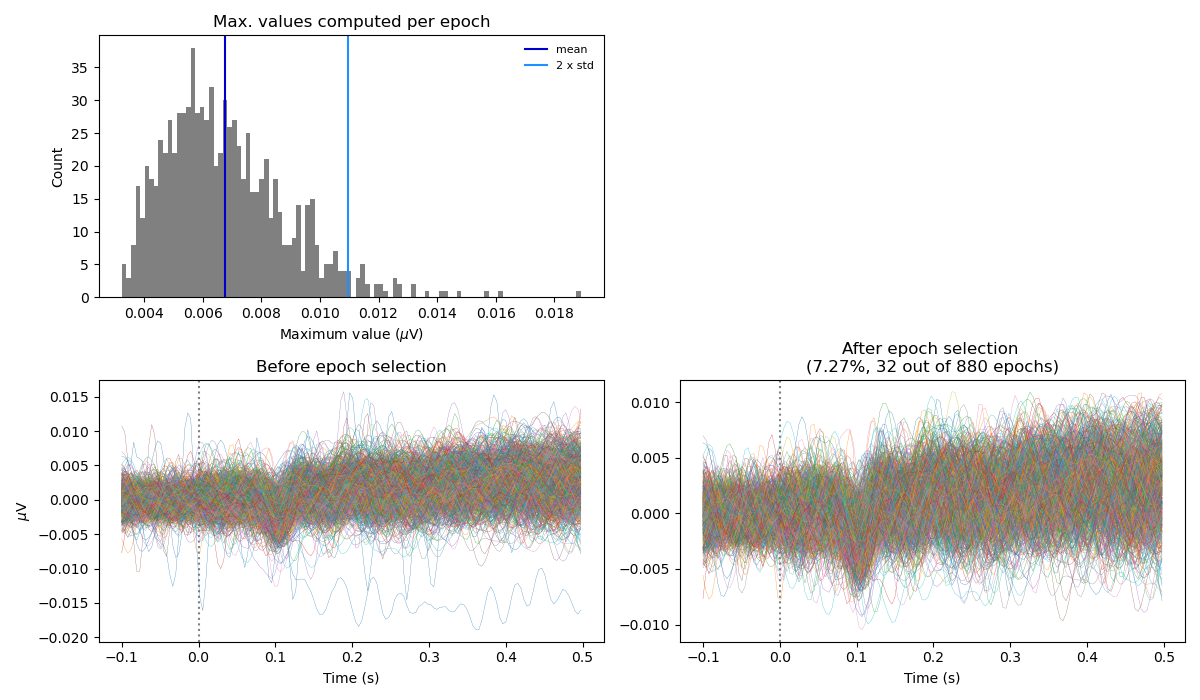 Max. values computed per epoch
mean
2 x std
35
30
25
20
15
10
5
0
Count
0.004 0.006 0.008 0.010 0.012 0.014 0.016 0.018
Maximum value (μV)
Before epoch selection
0.015
0.010
0.005
0.000
−0.005
−0.010
−0.015
−0.020
μV
−0.1 0.0 0.1 0.2 0.3 0.4 0.5
Time (s)
After epoch selection
(7.27%, 32 out of 880 epochs)
0.010
0.005
0.000
−0.005
−0.010
−0.1 0.0 0.1 0.2 0.3 0.4 0.5
Time (s)